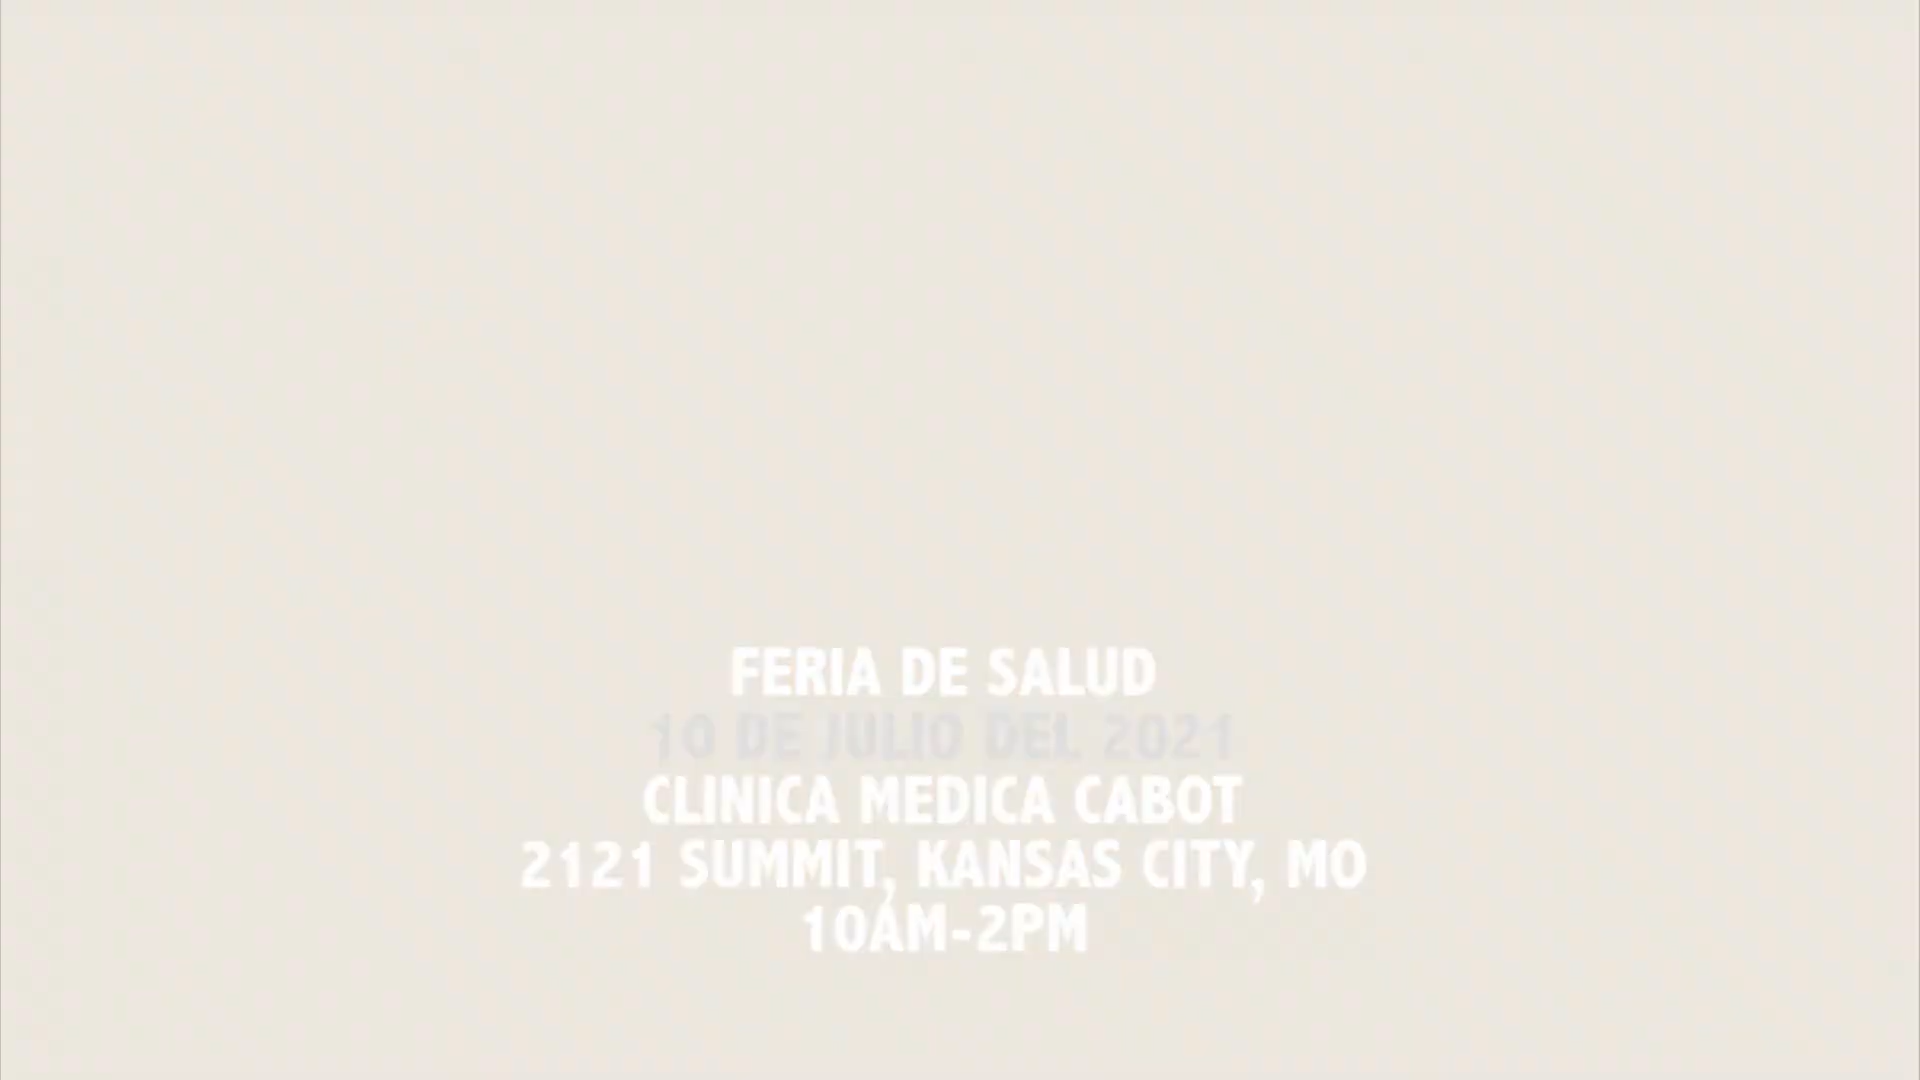 FERIA DE SALUD
10 DE JULIO DEL 2021
CLINICA MEDICA CABOT
2121 SUMMIT, KANSAS CITY, MO
10AM-2PM